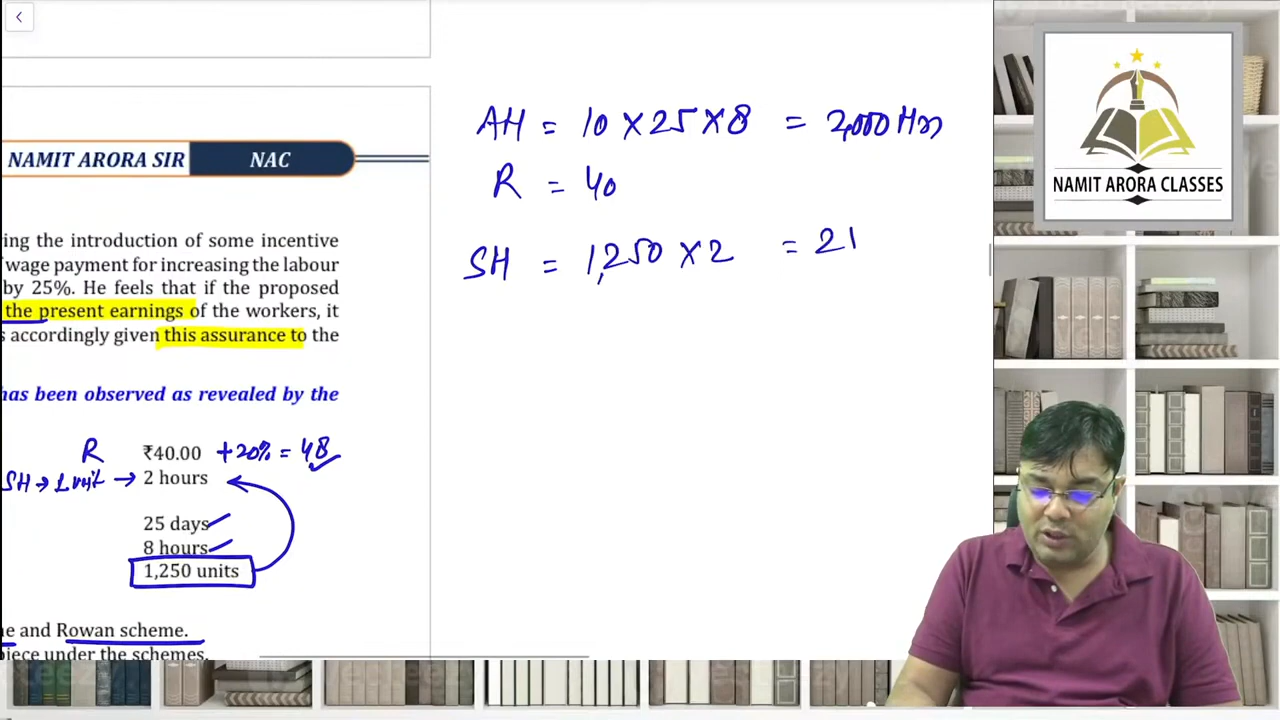 NAMIT ARORA SIR NAC
ing the introduction of some incentive
wage payment for increasing the labour
by 25%. He feels that if the proposed
the present earnings of the workers, it
s accordingly given this assurance to the
has been observed as revealed by the
R ₹40.00 +20% = 48
SH → 1 unit → 2 hours
25 days
8 hours
1,250 units
e and Rowan scheme.
piece under the schemes.
AH = 10 × 25 × 8 = 2,000 Hrs
R = 40
SH = 1,250 × 2 = 21
NAMIT ARORA CLASSES